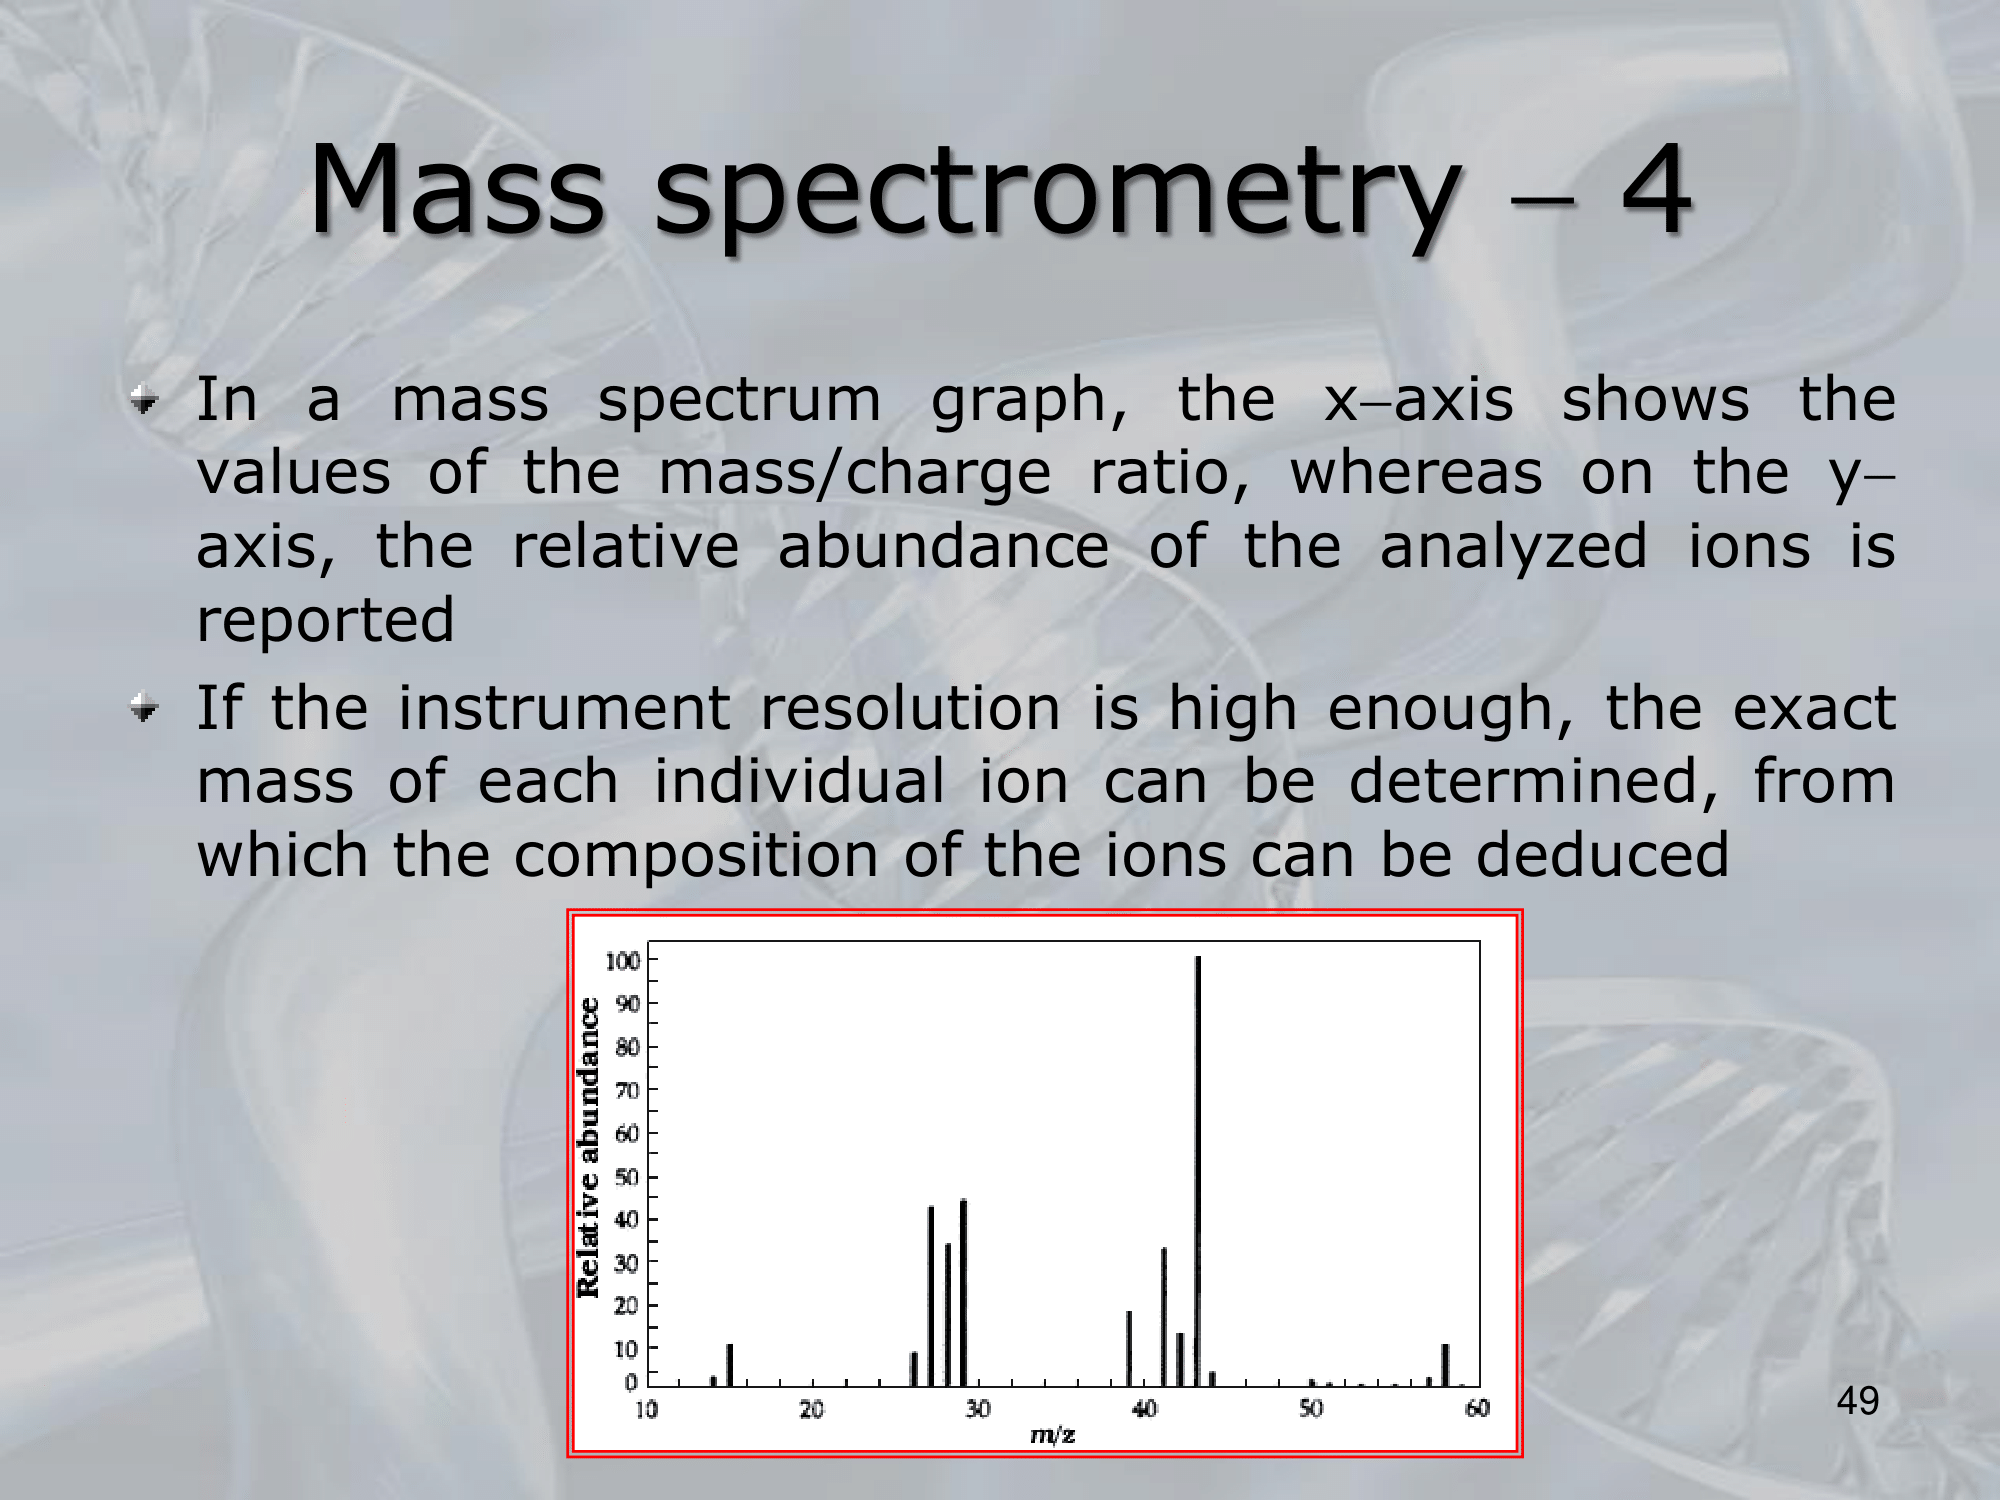 Mass spectrometry – 4
In a mass spectrum graph, the x–axis shows the
values of the mass/charge ratio, whereas on the y–
axis, the relative abundance of the analyzed ions is
reported
If the instrument resolution is high enough, the exact
mass of each individual ion can be determined, from
which the composition of the ions can be deduced
Relative abundance
100
90
80
70
60
50
40
30
20
10
0
10 20 30 40 50 60
m/z
49